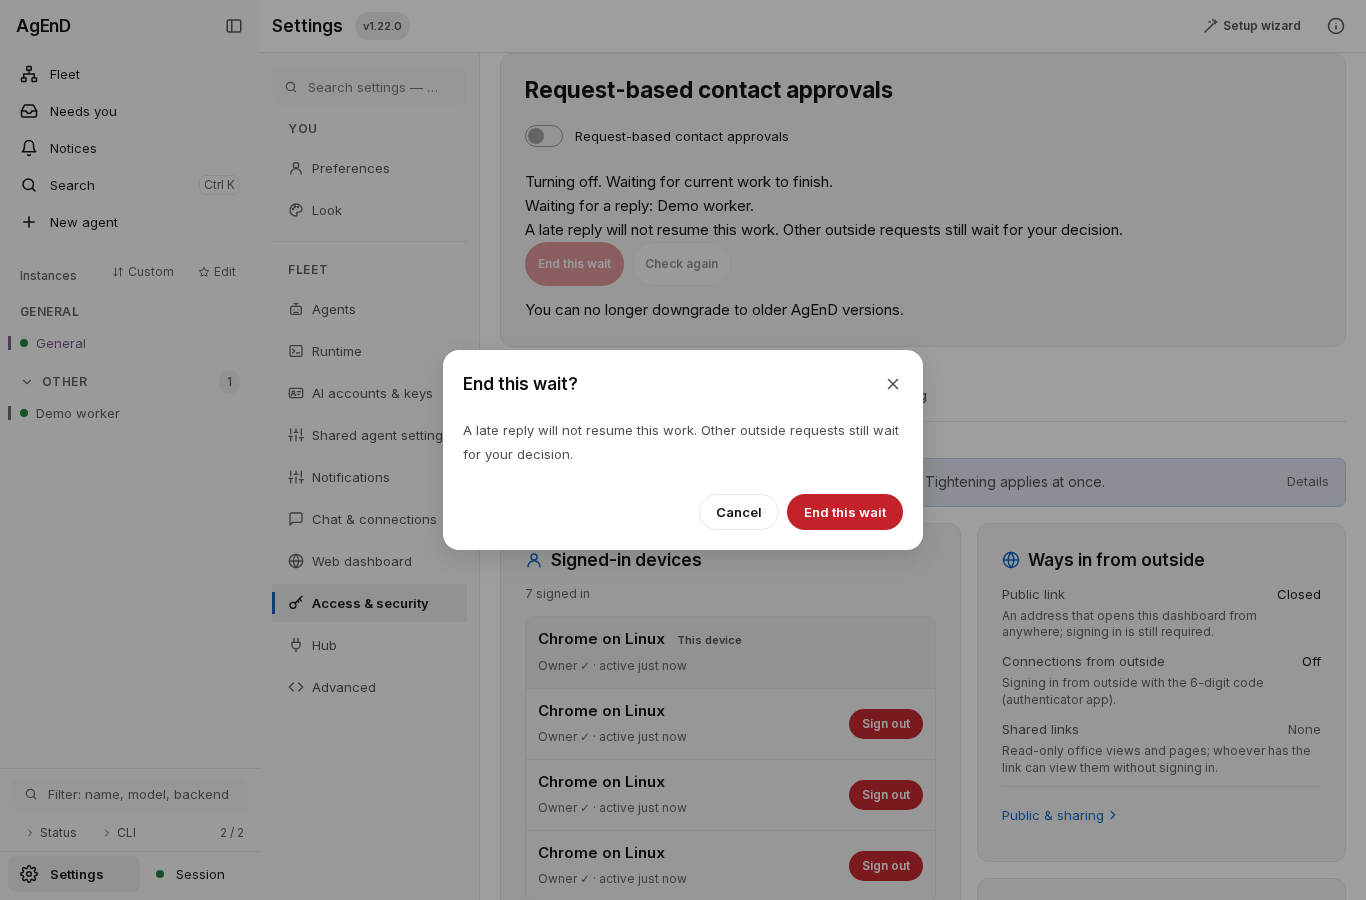 AgEnD
Fleet
Needs you
Notices
Search
Ctrl K
New agent
Instances
Custom
Edit
GENERAL
General
OTHER
1
Demo worker
Filter: name, model, backend
Status
CLI
2 / 2
Settings
Session
Settings
v1.22.0
Setup wizard
Search settings — ...
YOU
Preferences
Look
FLEET
Agents
Runtime
AI accounts & keys
Shared agent setting
Notifications
Chat & connections
Web dashboard
Access & security
Hub
Advanced
Request-based contact approvals
Request-based contact approvals
Turning off. Waiting for current work to finish.
Waiting for a reply: Demo worker.
A late reply will not resume this work. Other outside requests still wait for your decision.
End this wait
Check again
You can no longer downgrade to older AgEnD versions.
End this wait?
A late reply will not resume this work. Other outside requests still wait
for your decision.
Cancel
End this wait
Tightening applies at once.
Details
Signed-in devices
7 signed in
Chrome on Linux
This device
Owner ✓ · active just now
Chrome on Linux
Owner ✓ · active just now
Sign out
Chrome on Linux
Owner ✓ · active just now
Sign out
Chrome on Linux
Owner ✓ · active just now
Sign out
Ways in from outside
Public link
Closed
An address that opens this dashboard from
anywhere; signing in is still required.
Connections from outside
Off
Signing in from outside with the 6-digit code
(authenticator app).
Shared links
None
Read-only office views and pages; whoever has the
link can view them without signing in.
Public & sharing